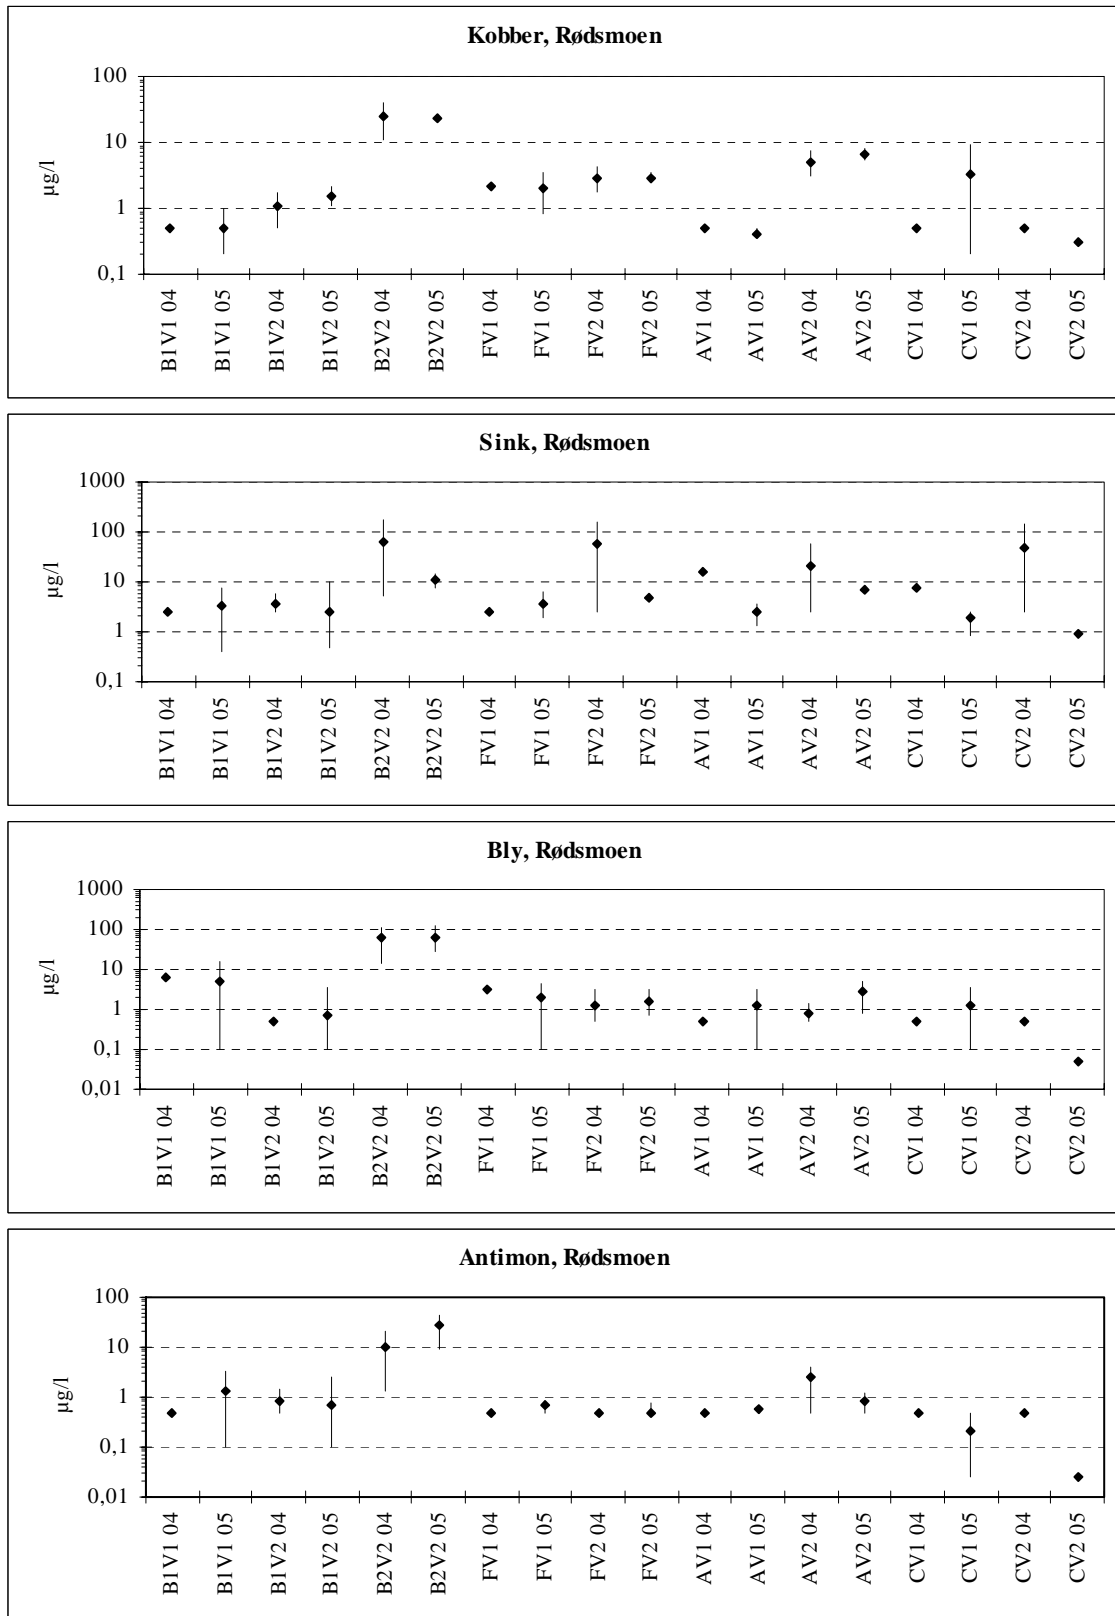 Kobber, Rødsmoen
100
10
1
0,1
µg/l
B1V1 04
B1V1 05
B1V2 04
B1V2 05
B2V2 04
B2V2 05
FV1 04
FV1 05
FV2 04
FV2 05
AV1 04
AV1 05
AV2 04
AV2 05
CV1 04
CV1 05
CV2 04
CV2 05
Sink, Rødsmoen
1000
100
10
1
0,1
µg/l
B1V1 04
B1V1 05
B1V2 04
B1V2 05
B2V2 04
B2V2 05
FV1 04
FV1 05
FV2 04
FV2 05
AV1 04
AV1 05
AV2 04
AV2 05
CV1 04
CV1 05
CV2 04
CV2 05
Bly, Rødsmoen
1000
100
10
1
0,1
0,01
µg/l
B1V1 04
B1V1 05
B1V2 04
B1V2 05
B2V2 04
B2V2 05
FV1 04
FV1 05
FV2 04
FV2 05
AV1 04
AV1 05
AV2 04
AV2 05
CV1 04
CV1 05
CV2 04
CV2 05
Antimon, Rødsmoen
100
10
1
0,1
0,01
µg/l
B1V1 04
B1V1 05
B1V2 04
B1V2 05
B2V2 04
B2V2 05
FV1 04
FV1 05
FV2 04
FV2 05
AV1 04
AV1 05
AV2 04
AV2 05
CV1 04
CV1 05
CV2 04
CV2 05